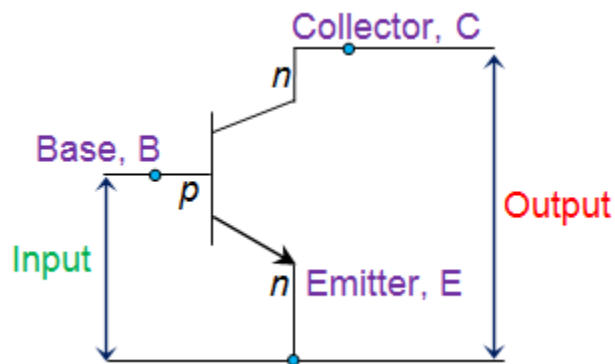 Collector, C
n
Base, B
p
Output
Input
n Emitter, E